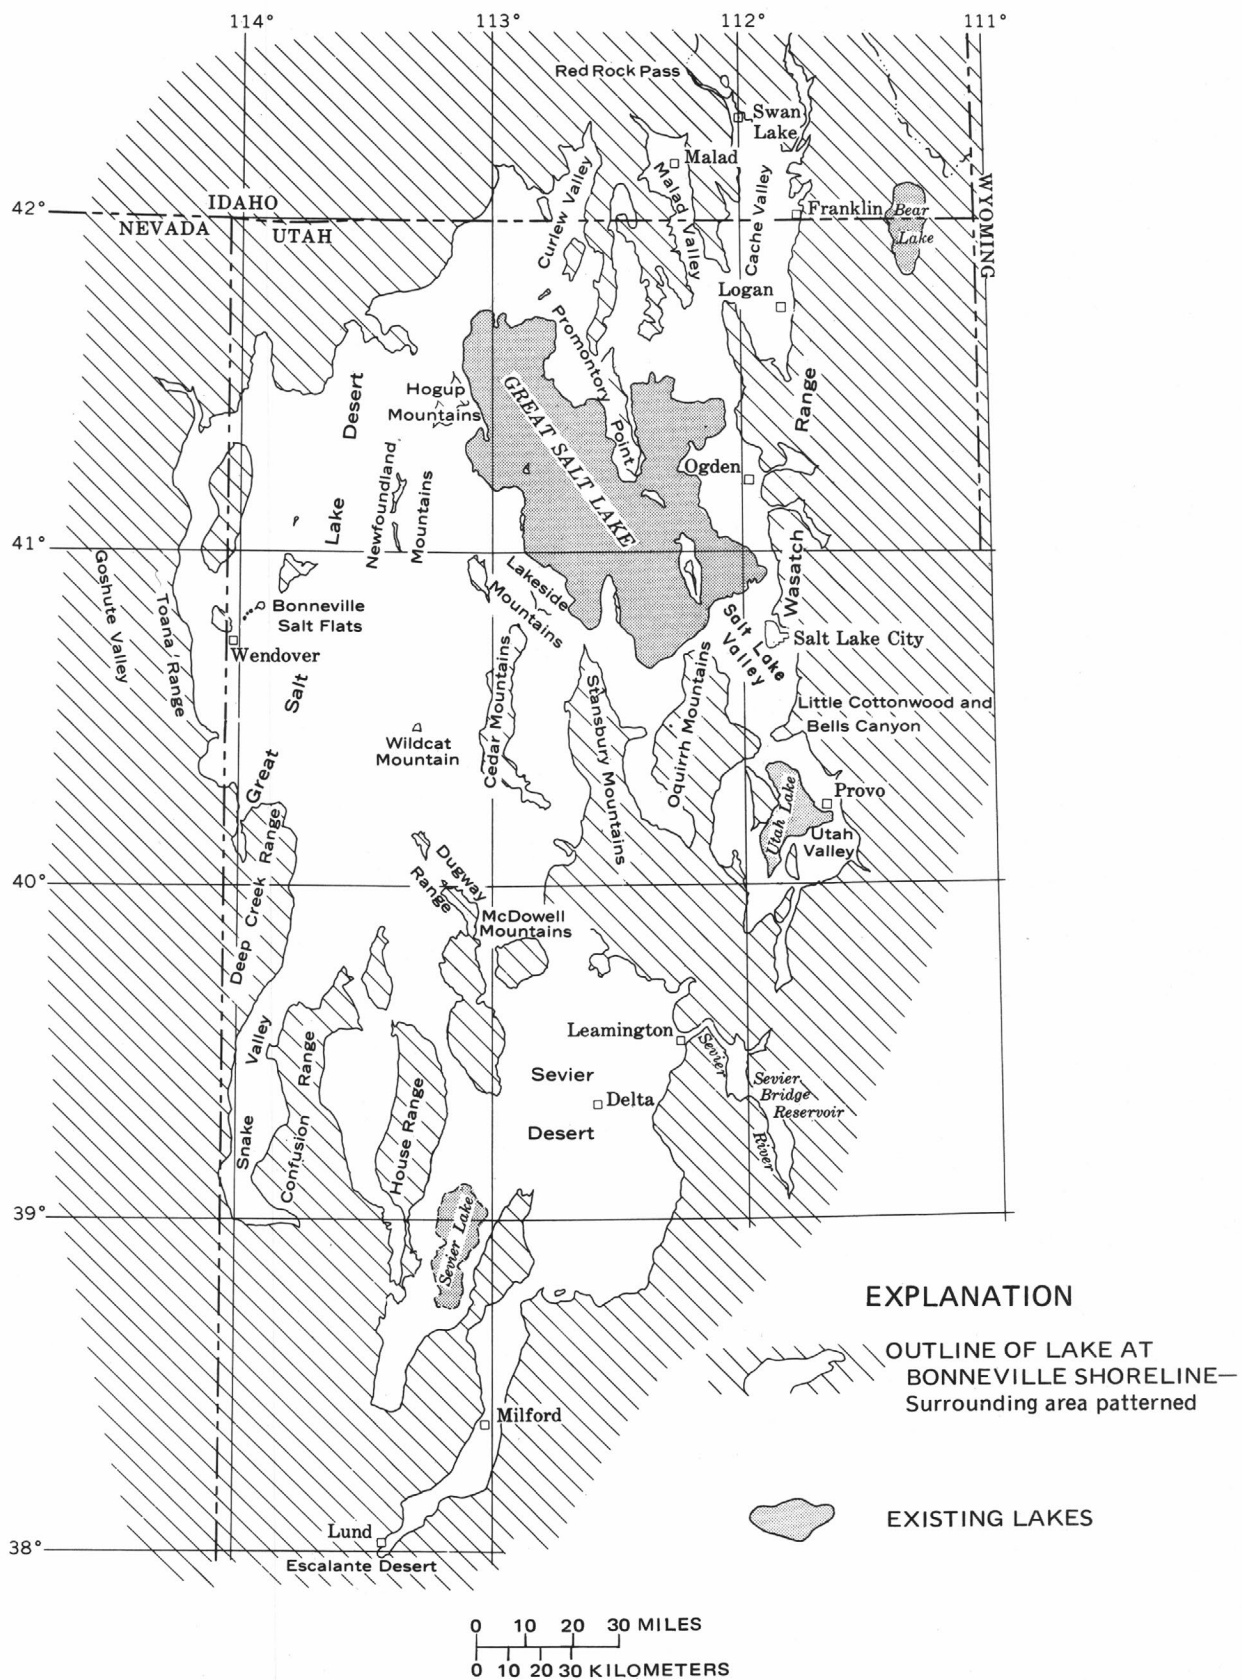 114° 113° 112° 111°
Red Rock Pass
Swan
Lake
Malad
Curlew Valley
Malad Valley
Cache Valley
42°
IDAHO
NEVADA
UTAH
WYOMING
Franklin
Bear
Lake
Logan
Promontory
Point
Hogup
Mountains
GREAT SALT LAKE
Range
Wasatch
Ogden
Great
Salt
Lake
Desert
Newfoundland
Mountains
41°
Goshute Valley
Toana Range
Bonneville
Salt Flats
Wendover
Lakeside
Mountains
Salt Lake
Valley
Salt Lake City
Cedar Mountains
Stansbury Mountains
Oquirrh Mountains
Little Cottonwood and
Bells Canyon
Wildcat
Mountain
Provo
Utah Lake
Utah
Valley
40°
Deep Creek Range
Dugway
Range
McDowell
Mountains
Leamington
Sevier
River
Sevier
Bridge
Reservoir
Sevier
Desert
Delta
Snake
Valley
Confusion
Range
House Range
39°
Sevier Lake
Milford
Lund
38°
Escalante Desert
EXPLANATION
OUTLINE OF LAKE AT
BONNEVILLE SHORELINE—
Surrounding area patterned
EXISTING LAKES
0 10 20 30 MILES
0 10 20 30 KILOMETERS